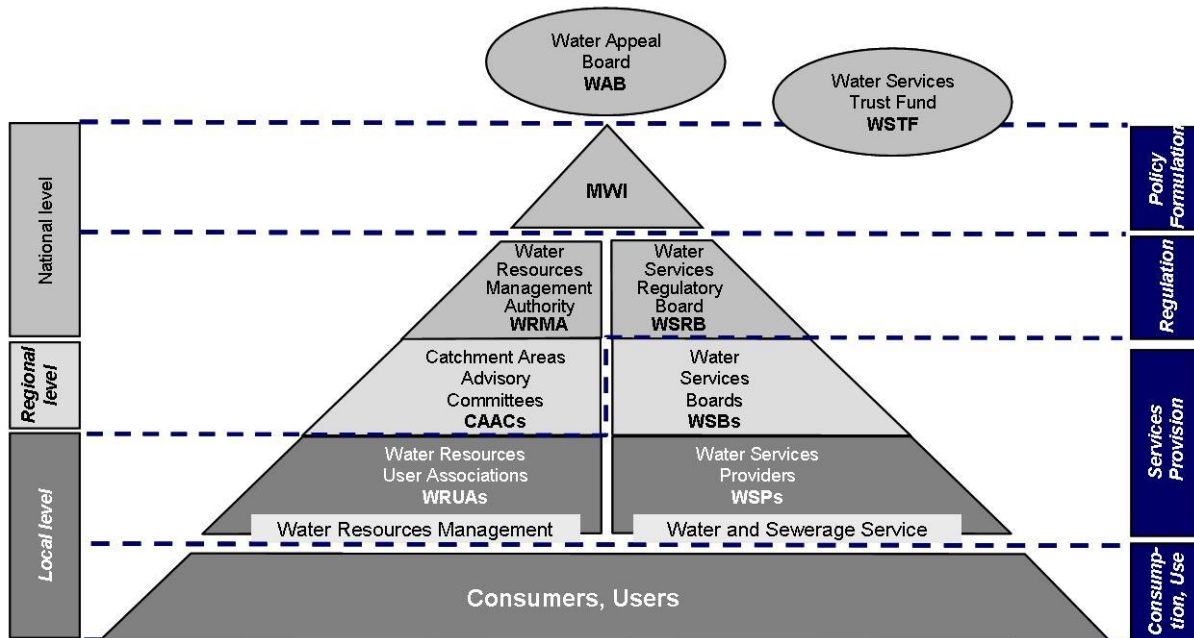 Water Appeal
Board
WAB
Water Services
Trust Fund
WSTF
National level
Regional
level
Local level
MWI
Water
Resources
Management
Authority
WRMA
Water
Services
Regulatory
Board
WSRB
Catchment Areas
Advisory
Committees
CAACs
Water
Services
Boards
WSBs
Water Resources
User Associations
WRUAs
Water Services
Providers
WSPs
Water Resources Management
Water and Sewerage Service
Consumers, Users
Policy
Formulation
Regulation
Services
Provision
Consump-
tion, Use